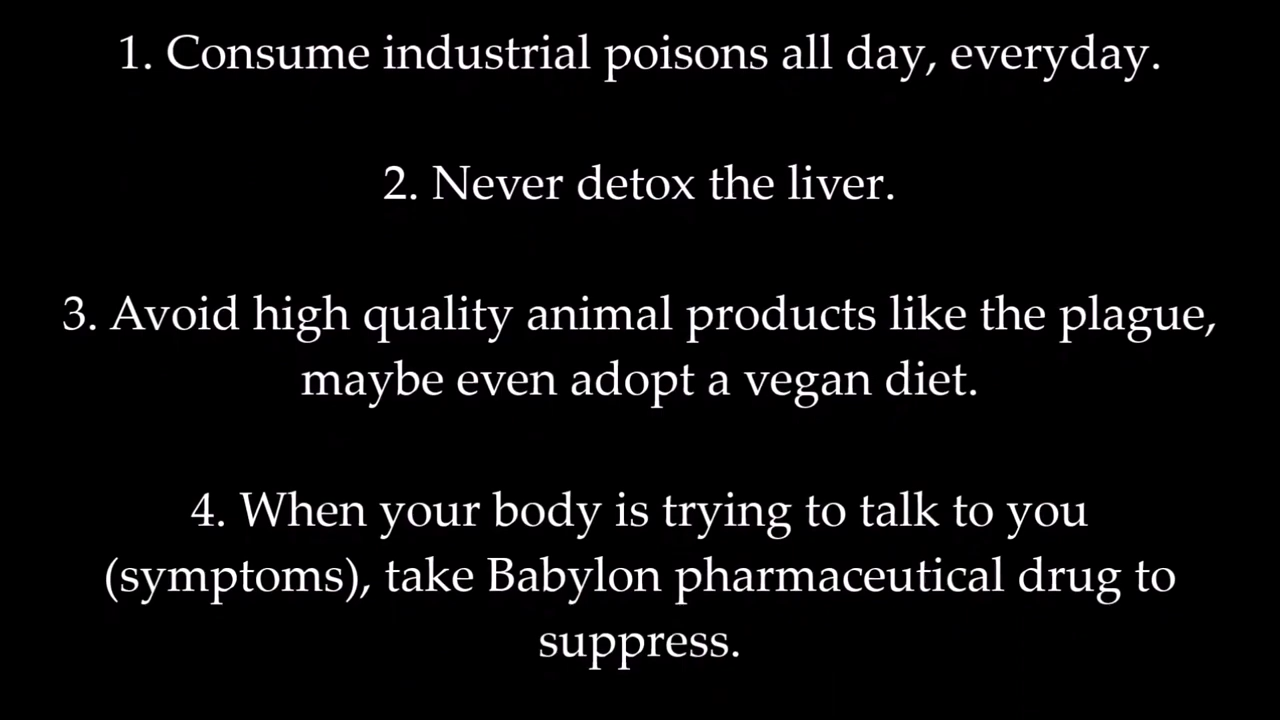 1. Consume industrial poisons all day, everyday.
2. Never detox the liver.
3. Avoid high quality animal products like the plague,
maybe even adopt a vegan diet.
4. When your body is trying to talk to you
(symptoms), take Babylon pharmaceutical drug to
suppress.